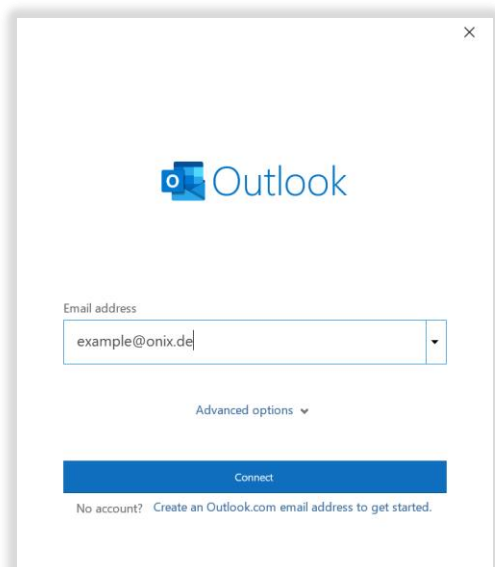 Outlook
Email address
example@onix.de
Advanced options
Connect
No account? Create an Outlook.com email address to get started.